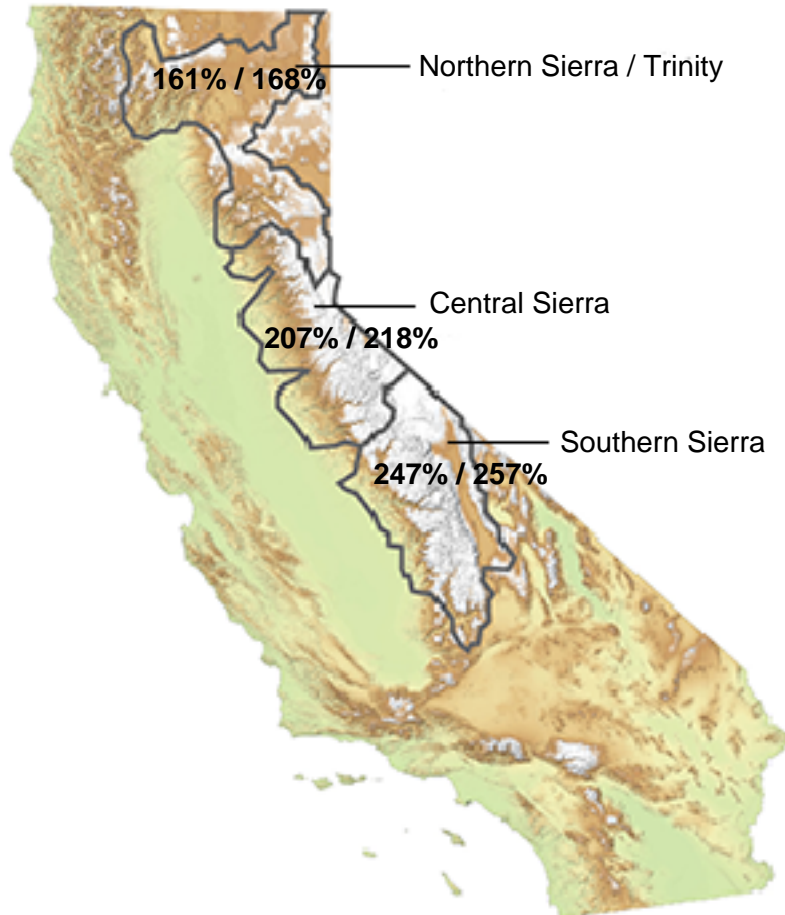 161% / 168%
Northern Sierra / Trinity
Central Sierra
207% / 218%
Southern Sierra
247% / 257%